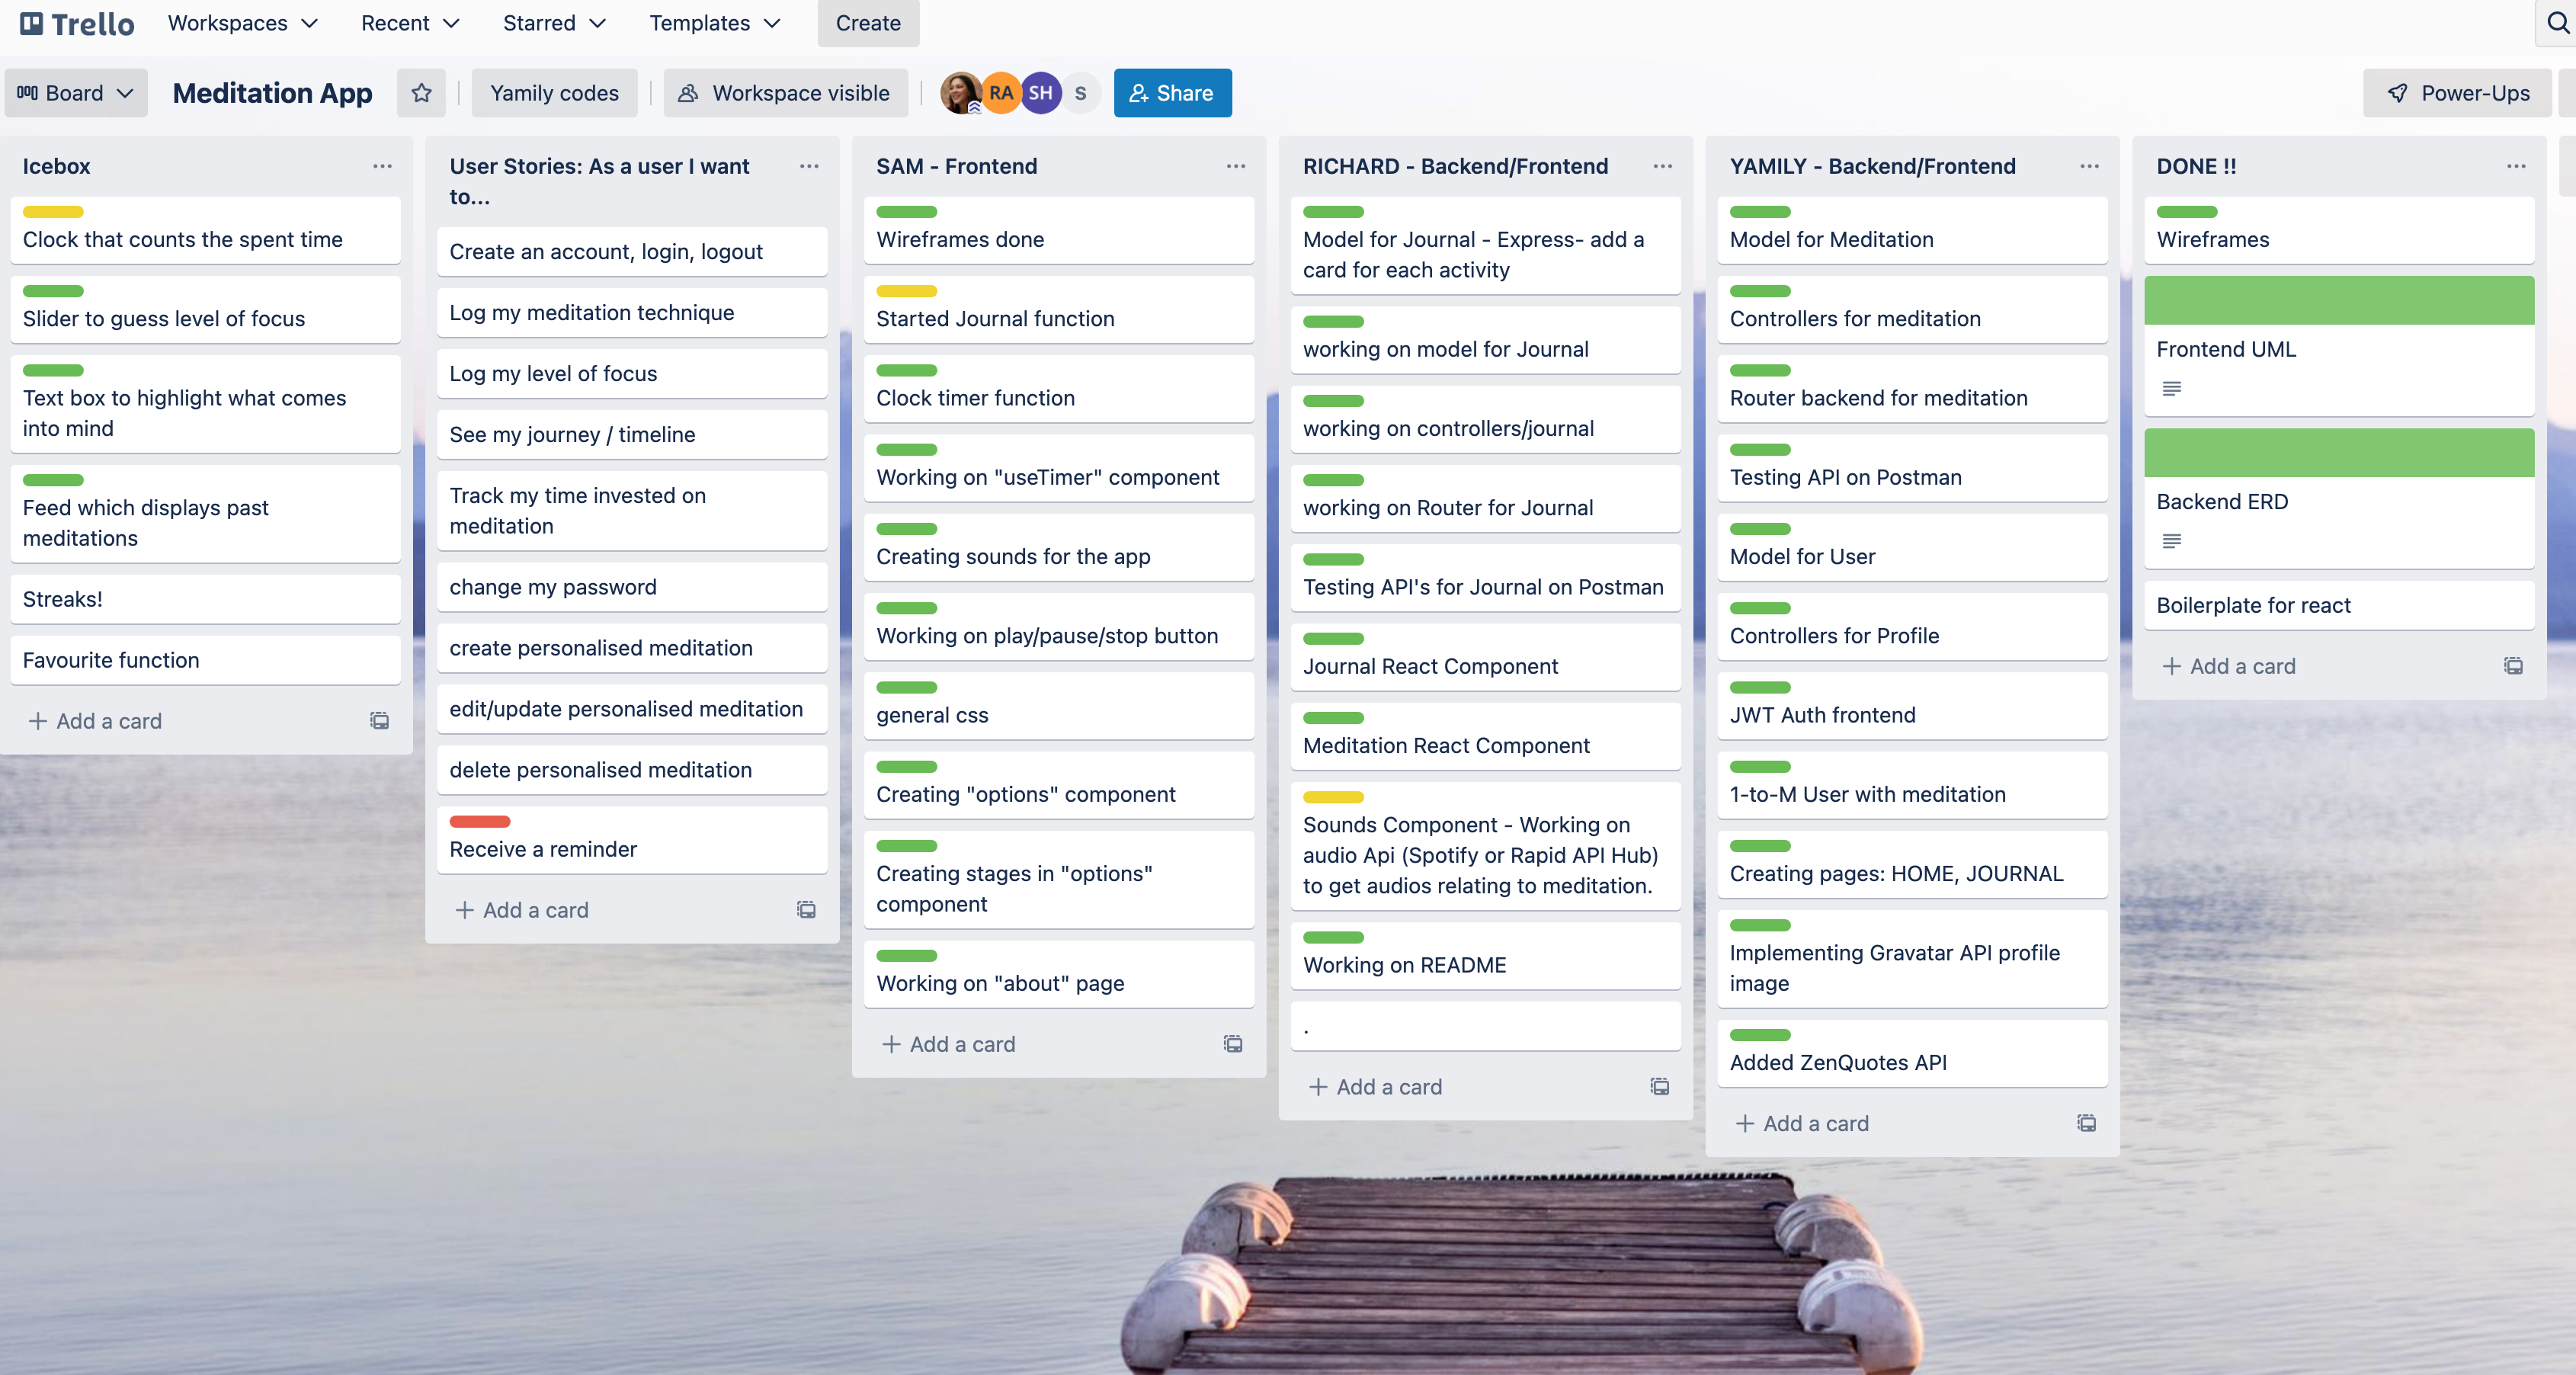 Trello
Workspaces
Recent
Starred
Templates
Create
Board
Meditation App
Yamily codes
Workspace visible
RA
SH
S
Share
Power-Ups
Icebox
Clock that counts the spent time
Slider to guess level of focus
Text box to highlight what comes
into mind
Feed which displays past
meditations
Streaks!
Favourite function
Add a card
User Stories: As a user I want
to...
Create an account, login, logout
Log my meditation technique
Log my level of focus
See my journey / timeline
Track my time invested on
meditation
change my password
create personalised meditation
edit/update personalised meditation
delete personalised meditation
Receive a reminder
Add a card
SAM - Frontend
Wireframes done
Started Journal function
Clock timer function
Working on "useTimer" component
Creating sounds for the app
Working on play/pause/stop button
general css
Creating "options" component
Creating stages in "options"
component
Working on "about" page
Add a card
RICHARD - Backend/Frontend
Model for Journal - Express- add a
card for each activity
working on model for Journal
working on controllers/journal
working on Router for Journal
Testing API's for Journal on Postman
Journal React Component
Meditation React Component
Sounds Component - Working on
audio Api (Spotify or Rapid API Hub)
to get audios relating to meditation.
Working on README
.
Add a card
YAMILY - Backend/Frontend
Model for Meditation
Controllers for meditation
Router backend for meditation
Testing API on Postman
Model for User
Controllers for Profile
JWT Auth frontend
1-to-M User with meditation
Creating pages: HOME, JOURNAL
Implementing Gravatar API profile
image
Added ZenQuotes API
Add a card
DONE !!
Wireframes
Frontend UML
Backend ERD
Boilerplate for react
Add a card